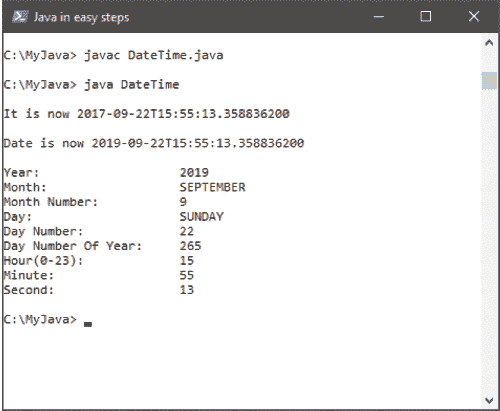 Java in easy steps
C:\MyJava> javac DateTime.java
C:\MyJava> java DateTime
It is now 2017-09-22T15:55:13.358836200
Date is now 2019-09-22T15:55:13.358836200
Year: 2019
Month: SEPTEMBER
Month Number: 9
Day: SUNDAY
Day Number: 22
Day Number Of Year: 265
Hour(0-23): 15
Minute: 55
Second: 13
C:\MyJava>